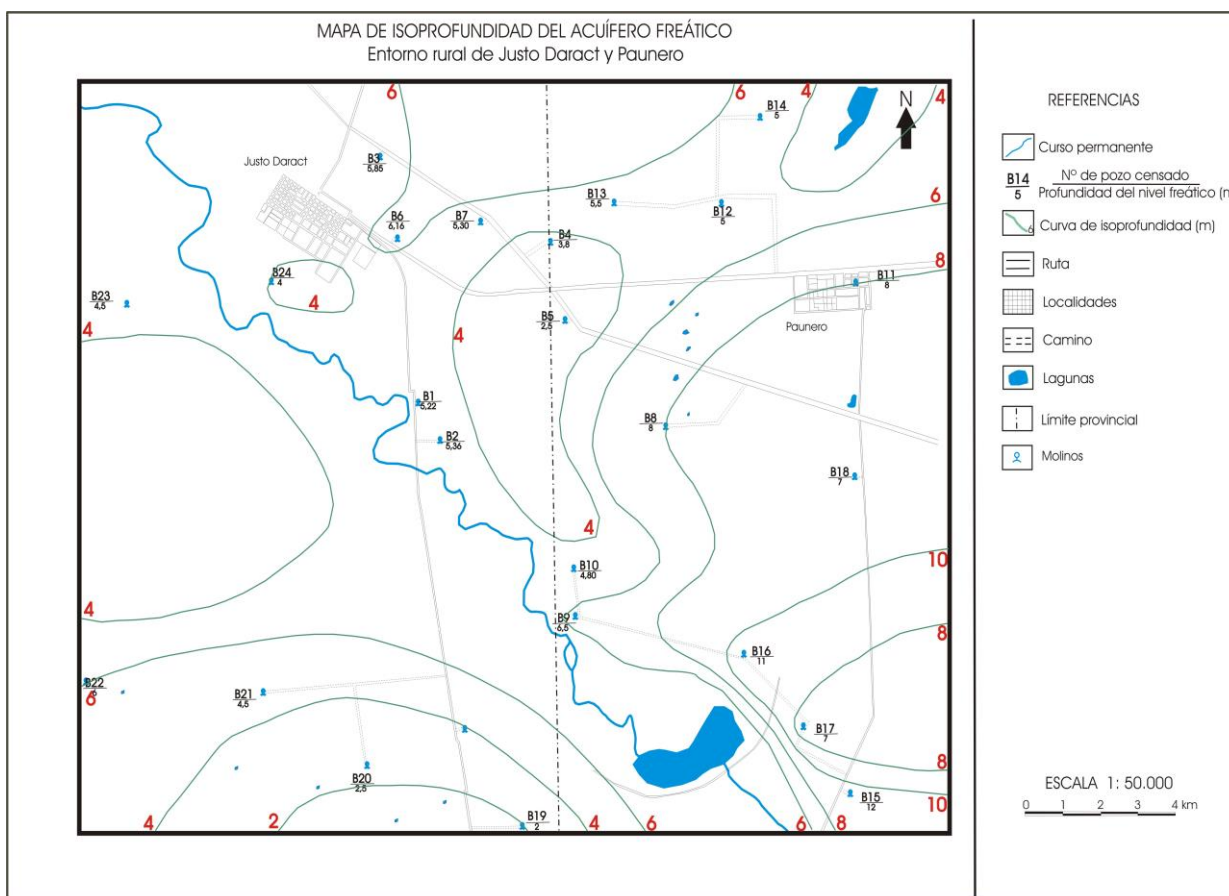 MAPA DE ISOPROFUNDIDAD DEL ACUÍFERO FREÁTICO
Entorno rural de Justo Daract y Paunero
6
6
4
4
B14
5
N
Justo Daract
B3
5,85
B13
5,5
B12
5
6
B6
6,16
B7
5,30
B4
3,8
8
B24
4
B11
8
B23
4,5
4
4
4
B5
2,5
Paunero
B1
5,22
B8
8
B2
5,36
B18
7
4
10
B10
4,80
4
B9
6,5
8
B16
11
B22
6
B21
4,5
B17
7
B20
2,5
8
B15
12
10
4
2
B19
2
4
6
6
8
REFERENCIAS
Curso permanente
B14
5
Nº de pozo censado
Profundidad del nivel freático (n
6
Curva de isoprofundidad (m)
Ruta
Localidades
Camino
Lagunas
Límite provincial
Molinos
ESCALA 1: 50.000
0 1 2 3 4 km